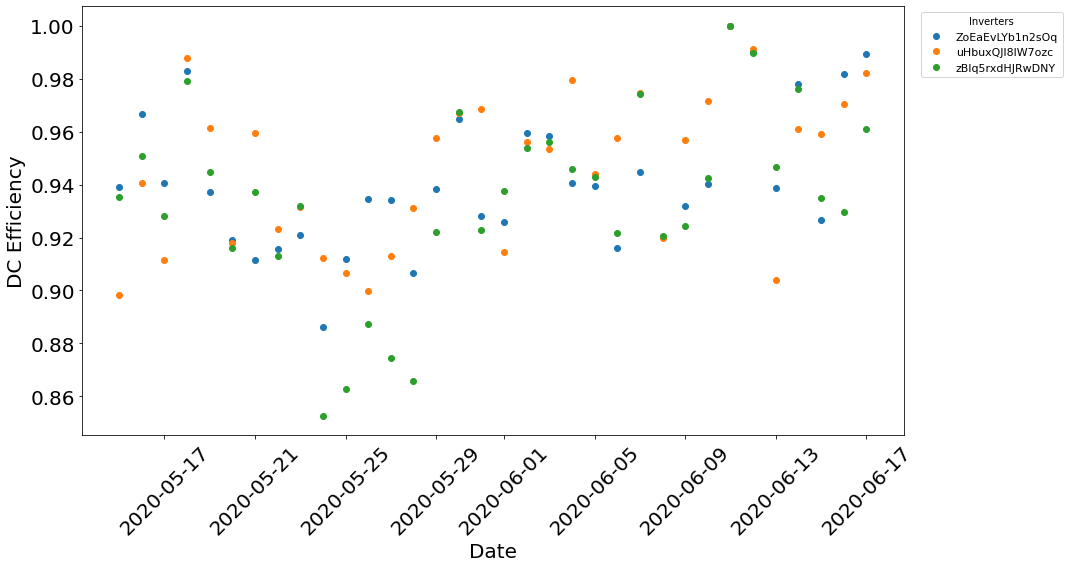 1.00
0.98
0.96
0.94
0.92
0.90
0.88
0.86
DC Efficiency
2020-05-17
2020-05-21
2020-05-25
2020-05-29
2020-06-01
2020-06-05
2020-06-09
2020-06-13
2020-06-17
Date
Inverters
ZoEaEvLYb1n2sOq
uHbuxQJl8lW7ozc
zBIq5rxdHJRwDNY